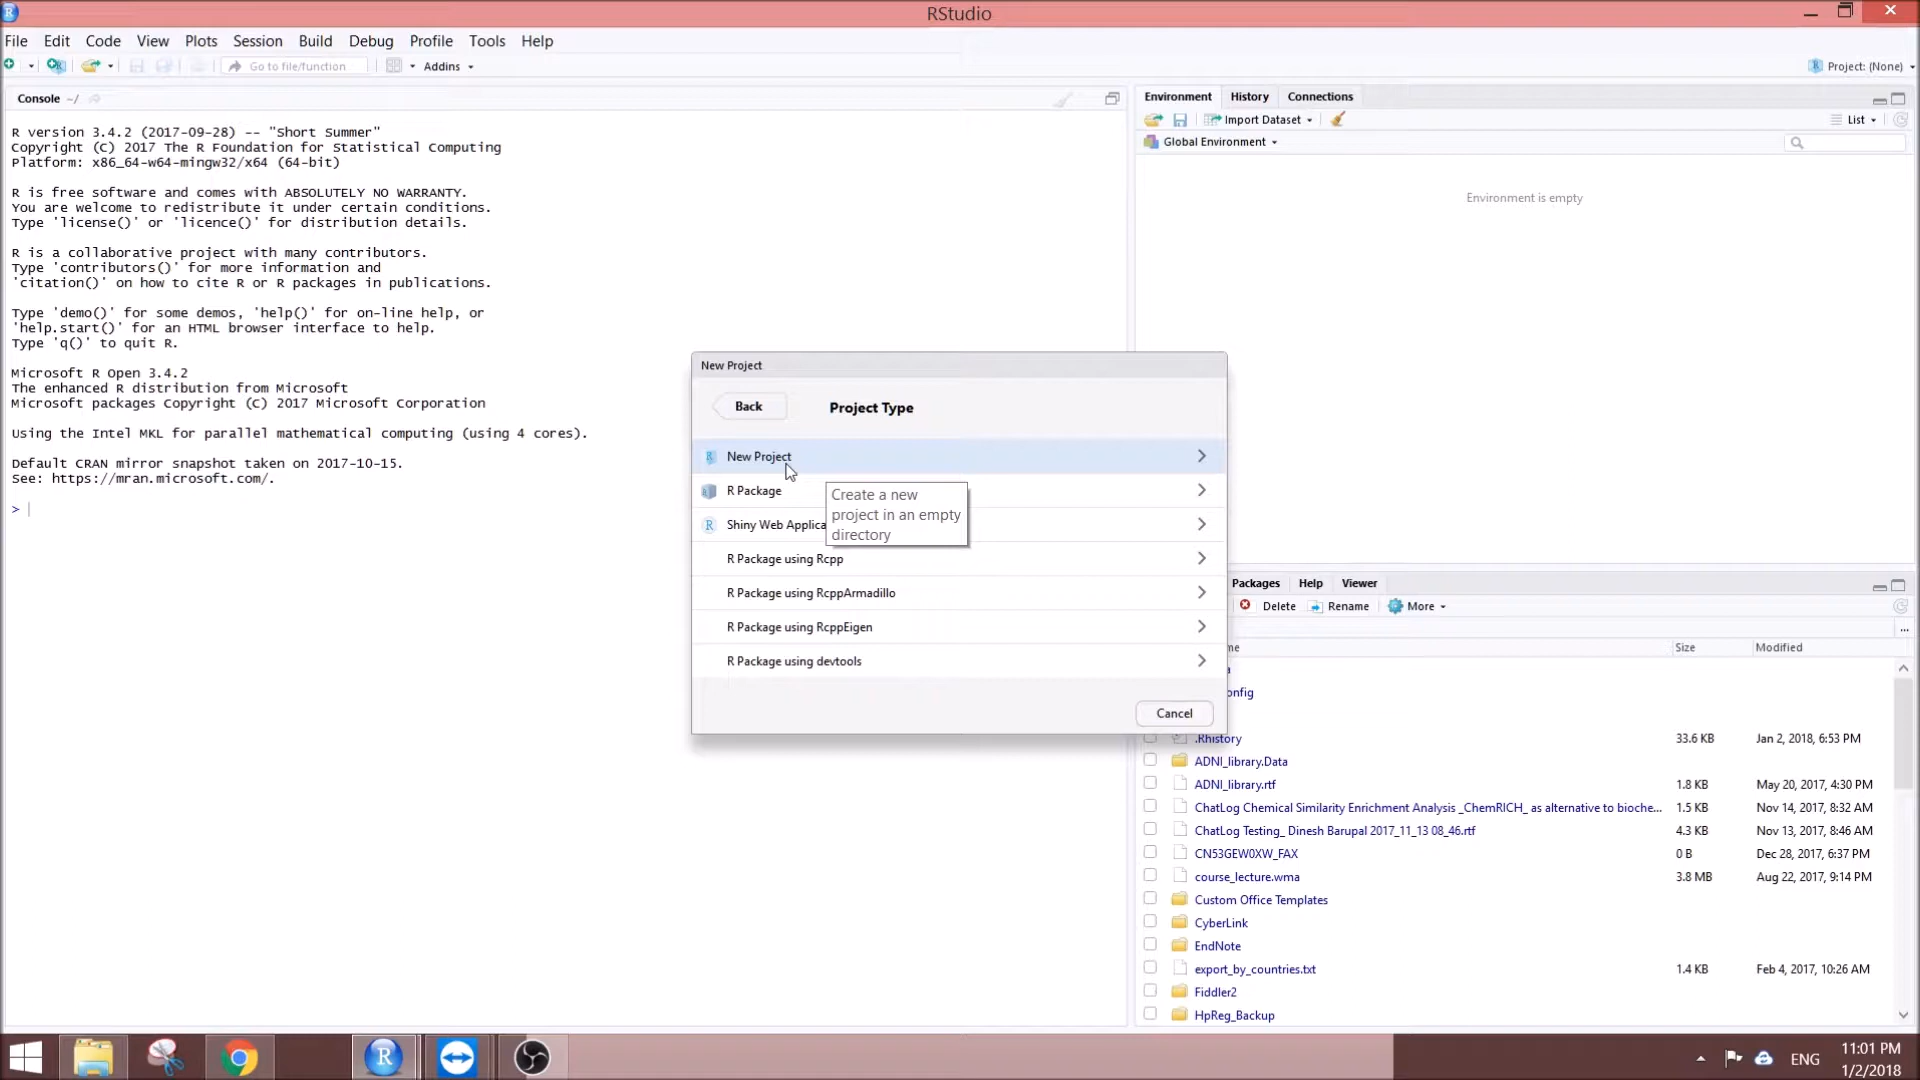 RStudio
File Edit Code View Plots Session Build Debug Profile Tools Help
Go to file/function Addins Project: (None)
Console ~/
R version 3.4.2 (2017-09-28) -- "Short Summer"
Copyright (C) 2017 The R Foundation for Statistical Computing
Platform: x86_64-w64-mingw32/x64 (64-bit)
R is free software and comes with ABSOLUTELY NO WARRANTY.
You are welcome to redistribute it under certain conditions.
Type 'license()' or 'licence()' for distribution details.
R is a collaborative project with many contributors.
Type 'contributors()' for more information and
'citation()' on how to cite R or R packages in publications.
Type 'demo()' for some demos, 'help()' for on-line help, or
'help.start()' for an HTML browser interface to help.
Type 'q()' to quit R.
Microsoft R Open 3.4.2
The enhanced R distribution from Microsoft
Microsoft packages Copyright (C) 2017 Microsoft Corporation
Using the Intel MKL for parallel mathematical computing (using 4 cores).
Default CRAN mirror snapshot taken on 2017-10-15.
See: https://mran.microsoft.com/.
>
Environment History Connections
Import Dataset List
Global Environment
Environment is empty
New Project
Back Project Type
New Project
R Package
Shiny Web Applica
Create a new
project in an empty
directory
R Package using Rcpp
R Package using RcppArmadillo
R Package using RcppEigen
R Package using devtools
Cancel
Packages Help Viewer
Delete Rename More
...
me Size Modified
a
onfig
.Rhistory 33.6 KB Jan 2, 2018, 6:53 PM
ADNI_library.Data
ADNI_library.rtf 1.8 KB May 20, 2017, 4:30 PM
ChatLog Chemical Similarity Enrichment Analysis _ChemRICH_ as alternative to bioche... 1.5 KB Nov 14, 2017, 8:32 AM
ChatLog Testing_ Dinesh Barupal 2017_11_13 08_46.rtf 4.3 KB Nov 13, 2017, 8:46 AM
CN53GEW0XW_FAX 0 B Dec 28, 2017, 6:37 PM
course_lecture.wma 3.8 MB Aug 22, 2017, 9:14 PM
Custom Office Templates
CyberLink
EndNote
export_by_countries.txt 1.4 KB Feb 4, 2017, 10:26 AM
Fiddler2
HpReg_Backup
ENG
11:01 PM
1/2/2018